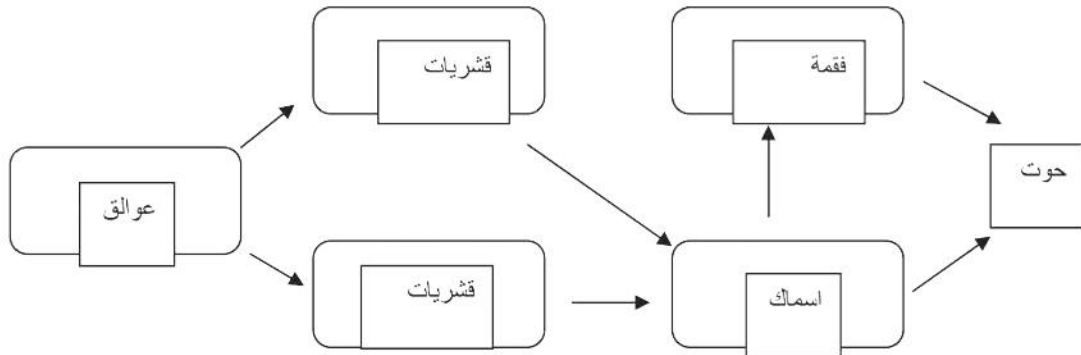 قشريات
فقمة
عوالق
حوت
قشريات
اسماك